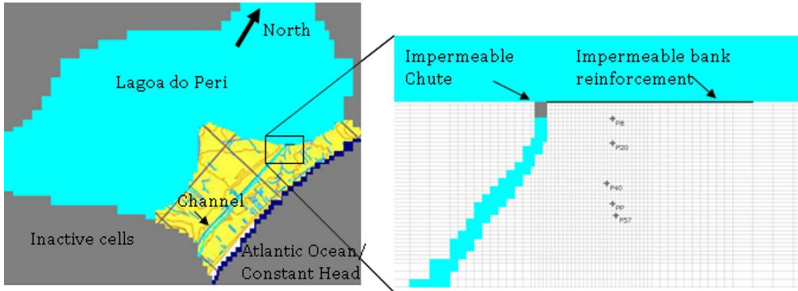 North
Lagoa do Peri
Channel
Inactive cells
Atlantic Ocean/
Constant Head
Impermeable
Chute
Impermeable bank
reinforcement
P8
P20
P40
PP
P57